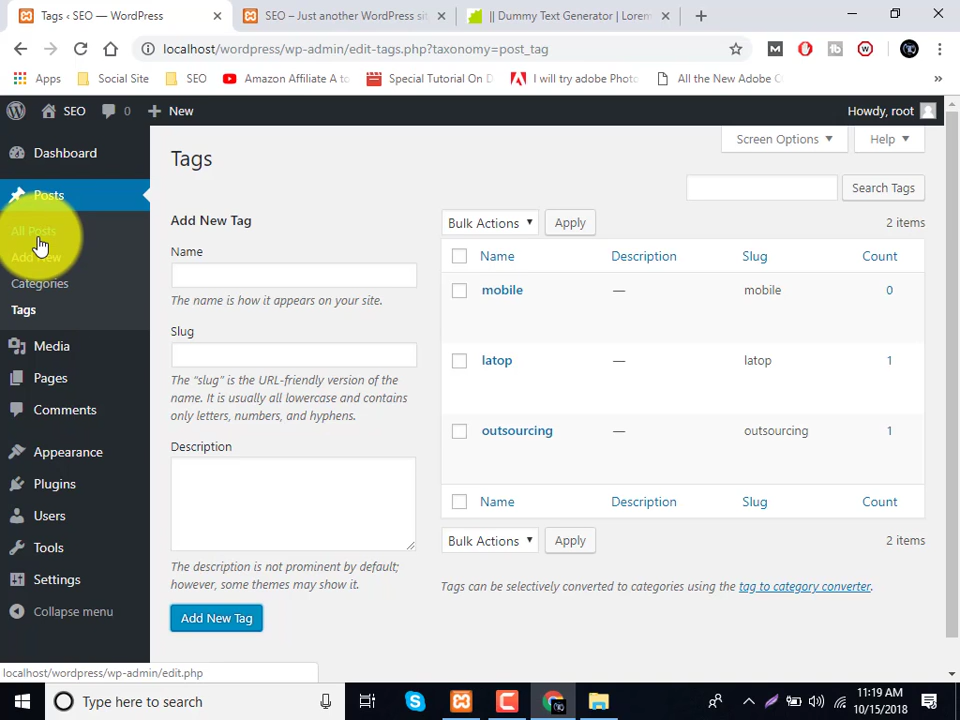 Tags ‹ SEO — WordPress
SEO – Just another WordPress sit
|| Dummy Text Generator | Lorem
localhost/wordpress/wp-admin/edit-tags.php?taxonomy=post_tag
Apps
Social Site
SEO
Amazon Affiliate A to
Special Tutorial On D
I will try adobe Photo
All the New Adobe C
»
SEO
0
New
Howdy, root
Dashboard
Posts
All Posts
Add New
Categories
Tags
Media
Pages
Comments
Appearance
Plugins
Users
Tools
Settings
Collapse menu
Screen Options
Help
Tags
Search Tags
Add New Tag
Name
The name is how it appears on your site.
Slug
The “slug” is the URL-friendly version of the
name. It is usually all lowercase and contains
only letters, numbers, and hyphens.
Description
The description is not prominent by default;
however, some themes may show it.
Add New Tag
Bulk Actions
Apply
2 items
Name Description Slug Count
mobile — mobile 0
latop — latop 1
outsourcing — outsourcing 1
Name Description Slug Count
Bulk Actions
Apply
2 items
Tags can be selectively converted to categories using the tag to category converter.
localhost/wordpress/wp-admin/edit.php
Type here to search
11:19 AM
10/15/2018